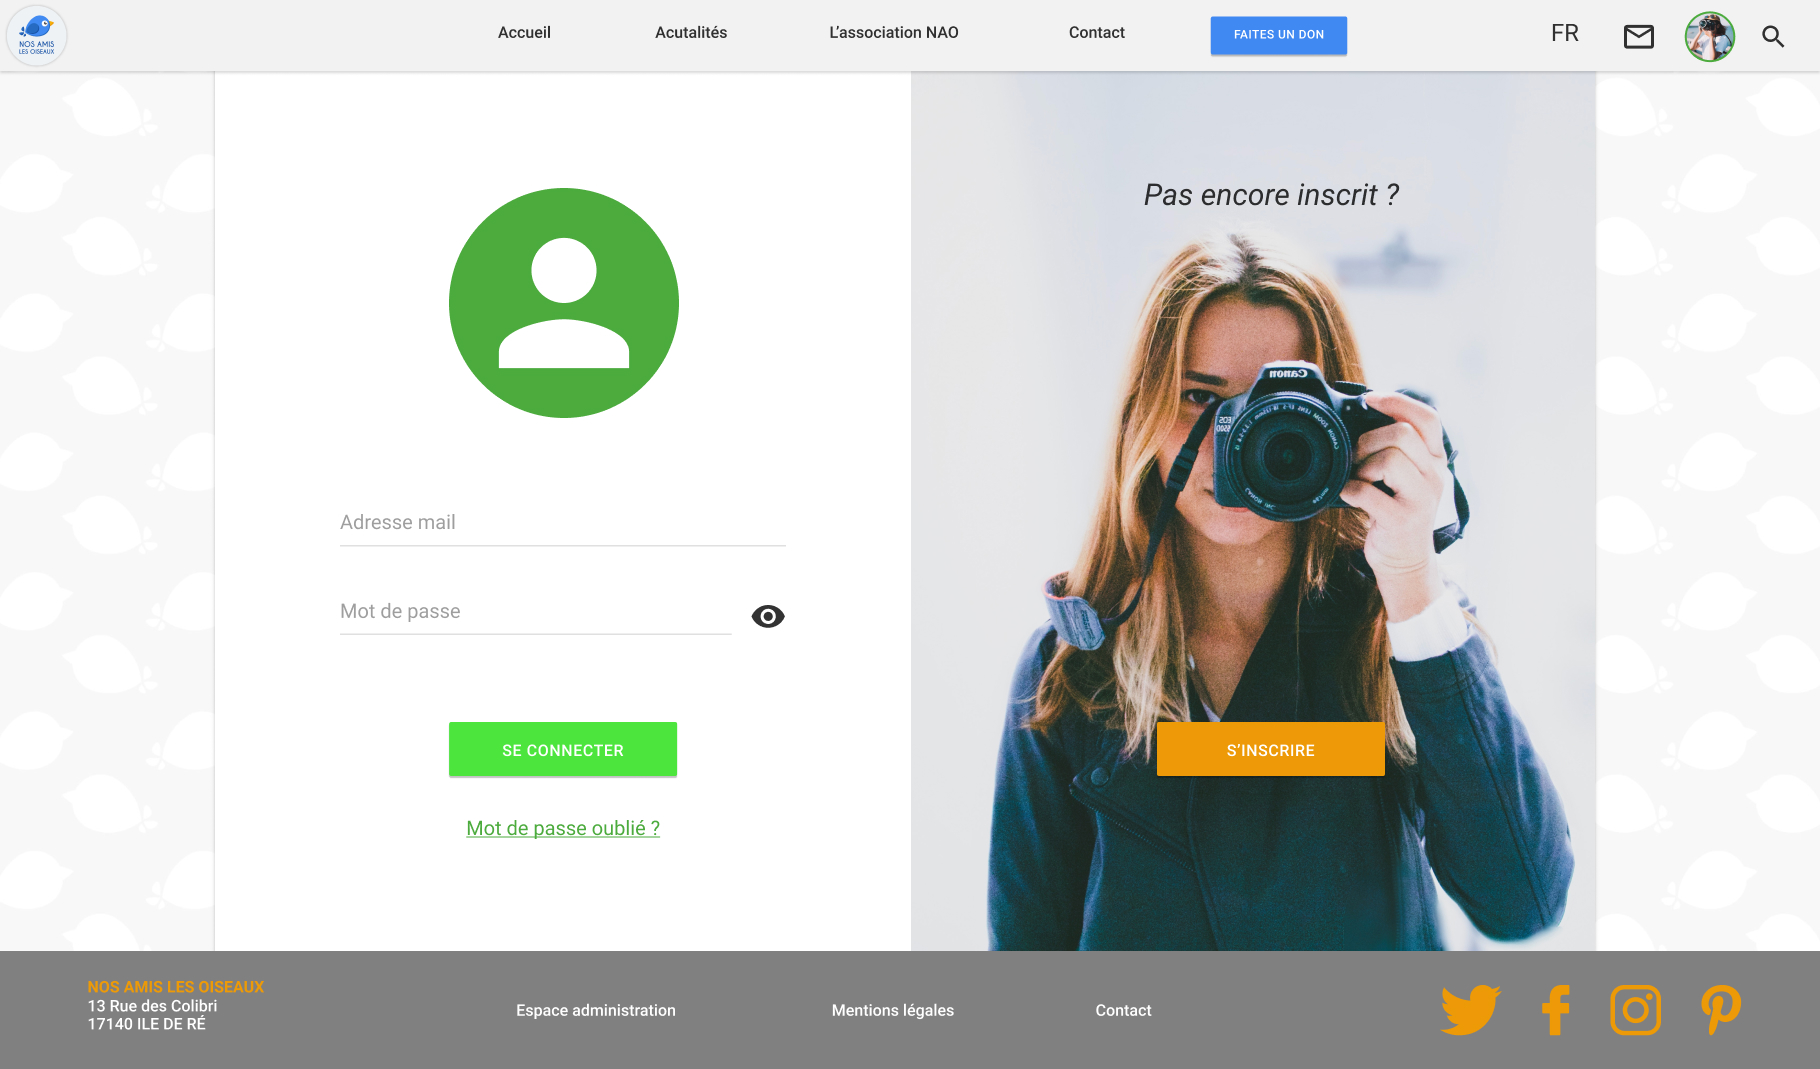 NOS AMIS
LES OISEAUX
Accueil
Acutalités
L'association NAO
Contact
FAITES UN DON
FR
Pas encore inscrit ?
Canon
EOS
Adresse mail
Mot de passe
SE CONNECTER
S'INSCRIRE
Mot de passe oublié ?
NOS AMIS LES OISEAUX
13 Rue des Colibri
17140 ILE DE RÉ
Espace administration
Mentions légales
Contact